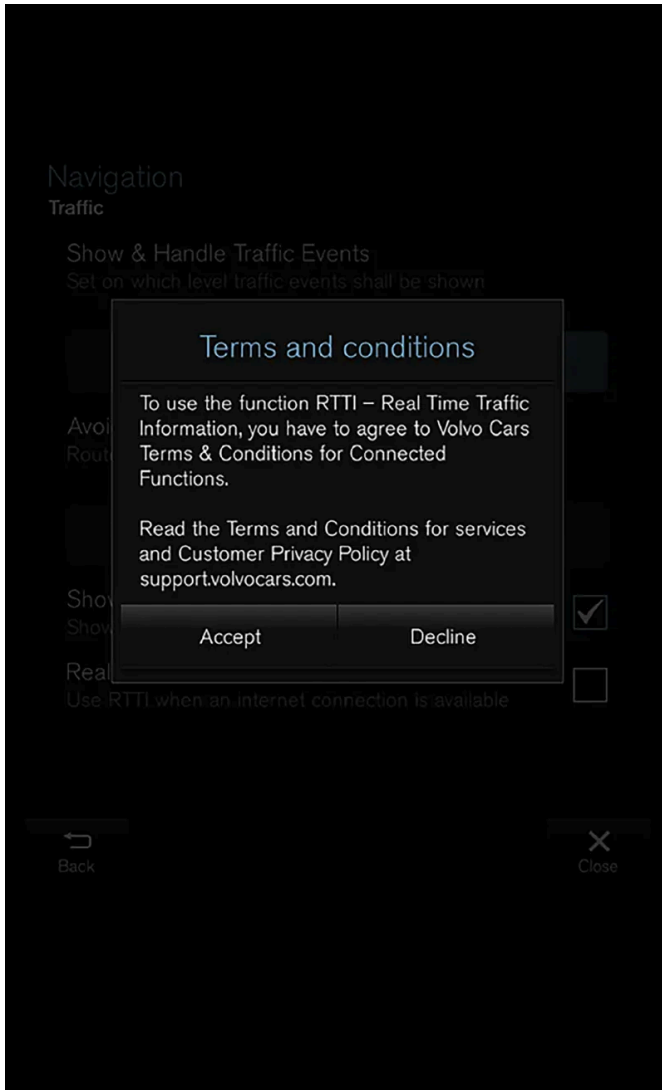 Navigation
Traffic
Show & Handle Traffic Events
Set on which level traffic events shall be shown
Terms and conditions
To use the function RTTI – Real Time Traffic
Information, you have to agree to Volvo Cars
Terms & Conditions for Connected
Functions.
Read the Terms and Conditions for services
and Customer Privacy Policy at
support.volvocars.com.
Accept
Decline
Use RTTI when an internet connection is available
Back
Close